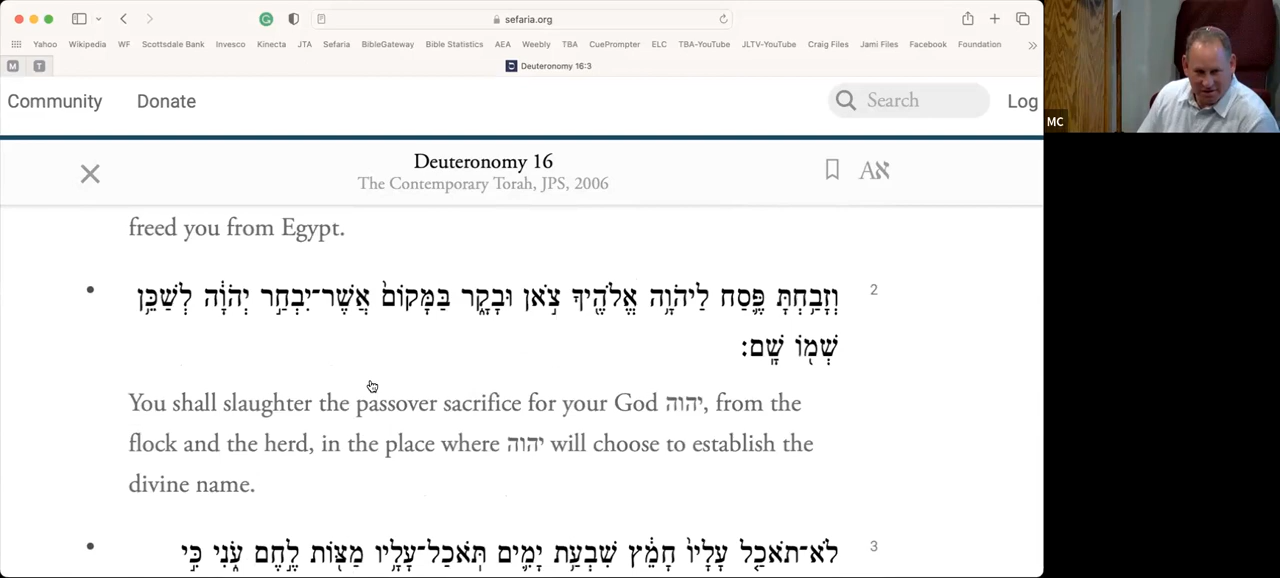 sefaria.org
Yahoo Wikipedia WF Scottsdale Bank Invesco Kinecta JTA Sefaria BibleGateway Bible Statistics AEA Weebly TBA CuePrompter ELC TBA-YouTube JLTV-YouTube Craig Files Jami Files Facebook Foundation
M T Deuteronomy 16:3
Community Donate Search Log
MC
Deuteronomy 16
The Contemporary Torah, JPS, 2006
Aא
freed you from Egypt.
וְזָבַ֥חְתָּ פֶּ֛סַח לַיהֹוָ֥ה אֱלֹהֶ֖יךָ צֹ֣אן וּבָקָ֑ר בַּמָּקוֹם֙ אֲשֶׁר־יִבְחַ֣ר יְהֹוָ֔ה לְשַׁכֵּ֥ן 2
שְׁמ֖וֹ שָֽׁם׃
You shall slaughter the passover sacrifice for your God יהוה, from the
flock and the herd, in the place where יהוה will choose to establish the
divine name.
לֹא־תֹאכַ֤ל עָלָיו֙ חָמֵ֔ץ שִׁבְעַ֥ת יָמִ֛ים תֹּֽאכַל־עָלָ֥יו מַצּ֖וֹת לֶ֣חֶם עֹ֑נִי כִּ֣י 3